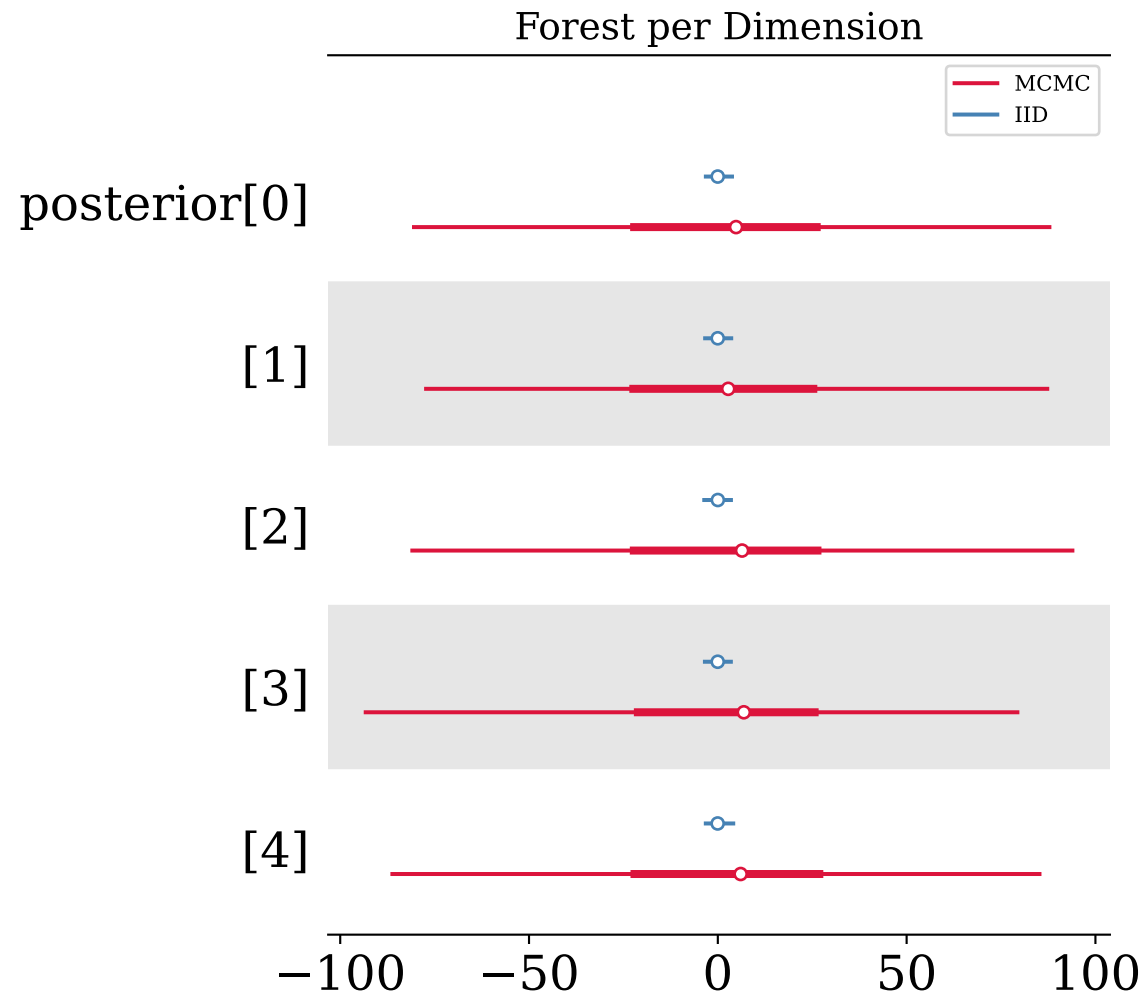 Forest per Dimension
MCMC
IID
posterior[0]
[1]
[2]
[3]
[4]
−100 −50 0 50 100